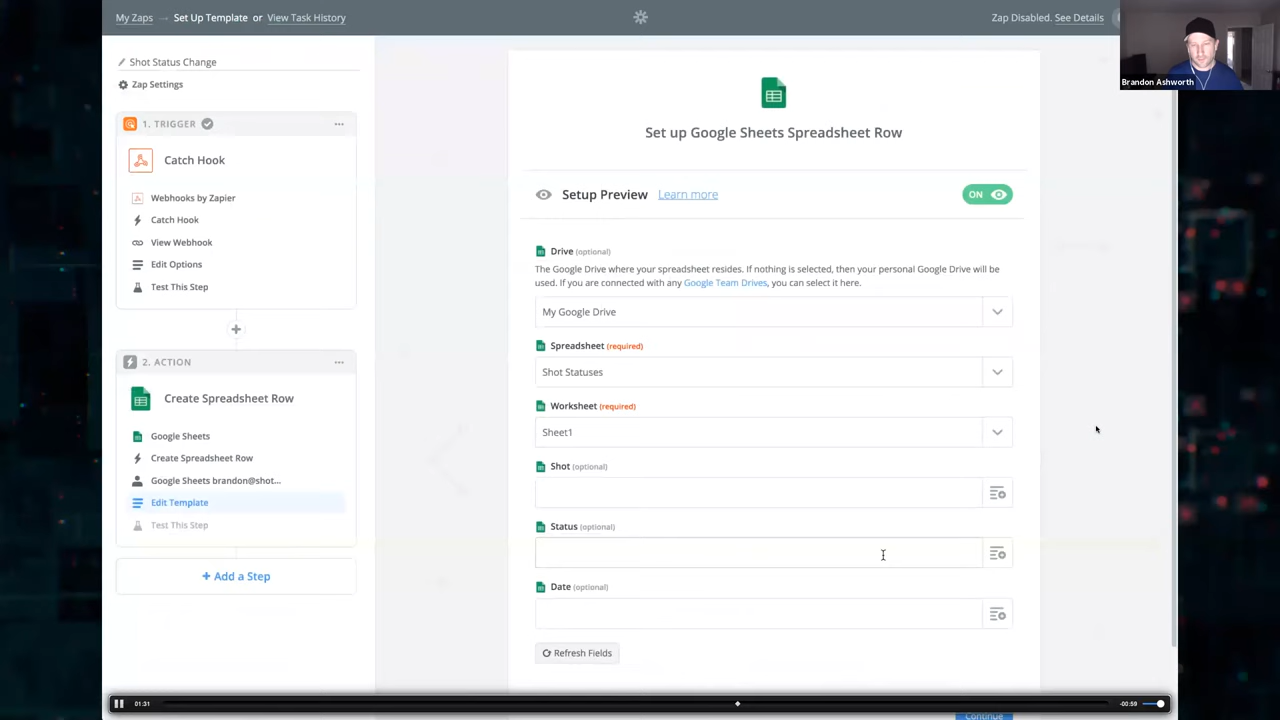 My Zaps → Set Up Template or View Task History
Zap Disabled. See Details
Brandon Ashworth
Shot Status Change
Zap Settings
1. TRIGGER
Catch Hook
Webhooks by Zapier
Catch Hook
View Webhook
Edit Options
Test This Step
2. ACTION
Create Spreadsheet Row
Google Sheets
Create Spreadsheet Row
Google Sheets brandon@shot...
Edit Template
Test This Step
+ Add a Step
Set up Google Sheets Spreadsheet Row
Setup Preview Learn more
ON
Drive (optional)
The Google Drive where your spreadsheet resides. If nothing is selected, then your personal Google Drive will be
used. If you are connected with any Google Team Drives, you can select it here.
My Google Drive
Spreadsheet (required)
Shot Statuses
Worksheet (required)
Sheet1
Shot (optional)
Status (optional)
Date (optional)
Refresh Fields
Continue
01:31
-00:59